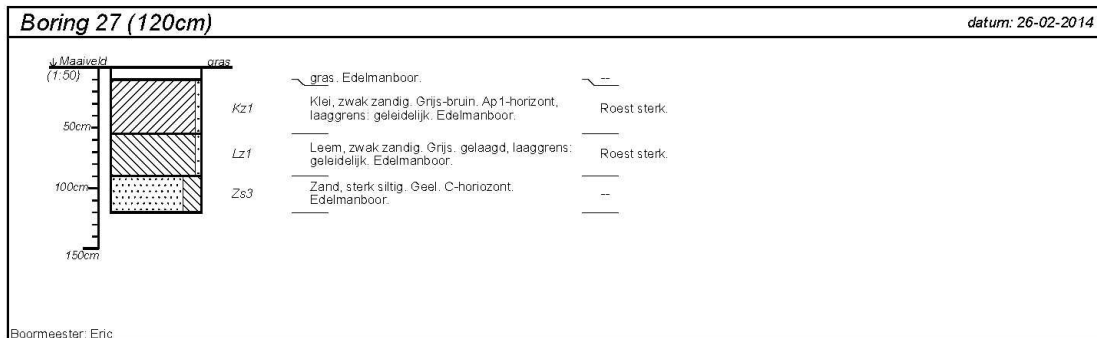 Boring 27 (120cm)
datum: 26-02-2014
↓ Maaiveld
gras
(1:50)
gras. Edelmanboor.
--
Kz1
Klei, zwak zandig. Grijs-bruin. Ap1-horizont,
laaggrens: geleidelijk. Edelmanboor.
Roest sterk.
50cm
Lz1
Leem, zwak zandig. Grijs. gelaagd, laaggrens:
geleidelijk. Edelmanboor.
Roest sterk.
100cm
Zs3
Zand, sterk siltig. Geel. C-horiozont.
Edelmanboor.
--
150cm
Boormeester: Eric